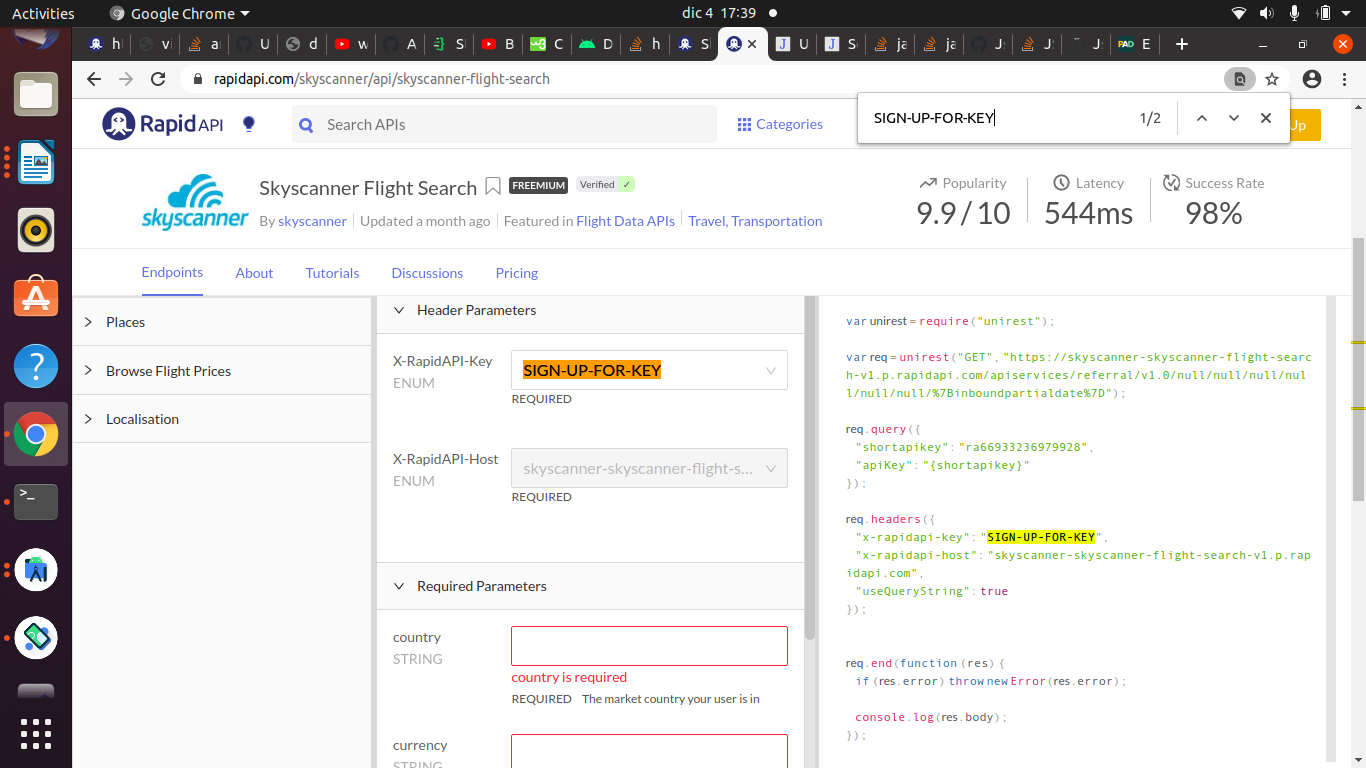 Activities
Google Chrome
dic 4 17:39
h
v
a
U
d
w
A
S
B
C
D
h
S
U
S
ja
ja
J
J
J
PAD E
rapidapi.com/skyscanner/api/skyscanner-flight-search
SIGN-UP-FOR-KEY
1/2
Rapid API
Search APIs
Categories
Up
skyscanner
Skyscanner Flight Search
FREEMIUM
Verified ✓
By skyscanner
Updated a month ago
Featured in Flight Data APIs
Travel, Transportation
Popularity
9.9 / 10
Latency
544ms
Success Rate
98%
Endpoints
About
Tutorials
Discussions
Pricing
Places
Browse Flight Prices
Localisation
Header Parameters
X-RapidAPI-Key
ENUM
SIGN-UP-FOR-KEY
REQUIRED
X-RapidAPI-Host
ENUM
skyscanner-skyscanner-flight-s...
REQUIRED
Required Parameters
country
STRING
country is required
REQUIRED The market country your user is in
currency
STRING
var unirest = require("unirest");
var req = unirest("GET", "https://skyscanner-skyscanner-flight-searc
h-v1.p.rapidapi.com/apiservices/referral/v1.0/null/null/null/nul
l/null/null/%7Binboundpartialdate%7D");
req.query({
"shortapikey": "ra66933236979928",
"apiKey": "{shortapikey}"
});
req.headers({
"x-rapidapi-key": "SIGN-UP-FOR-KEY",
"x-rapidapi-host": "skyscanner-skyscanner-flight-search-v1.p.rap
idapi.com",
"useQueryString": true
});
req.end(function (res) {
if (res.error) throw new Error(res.error);
console.log(res.body);
});